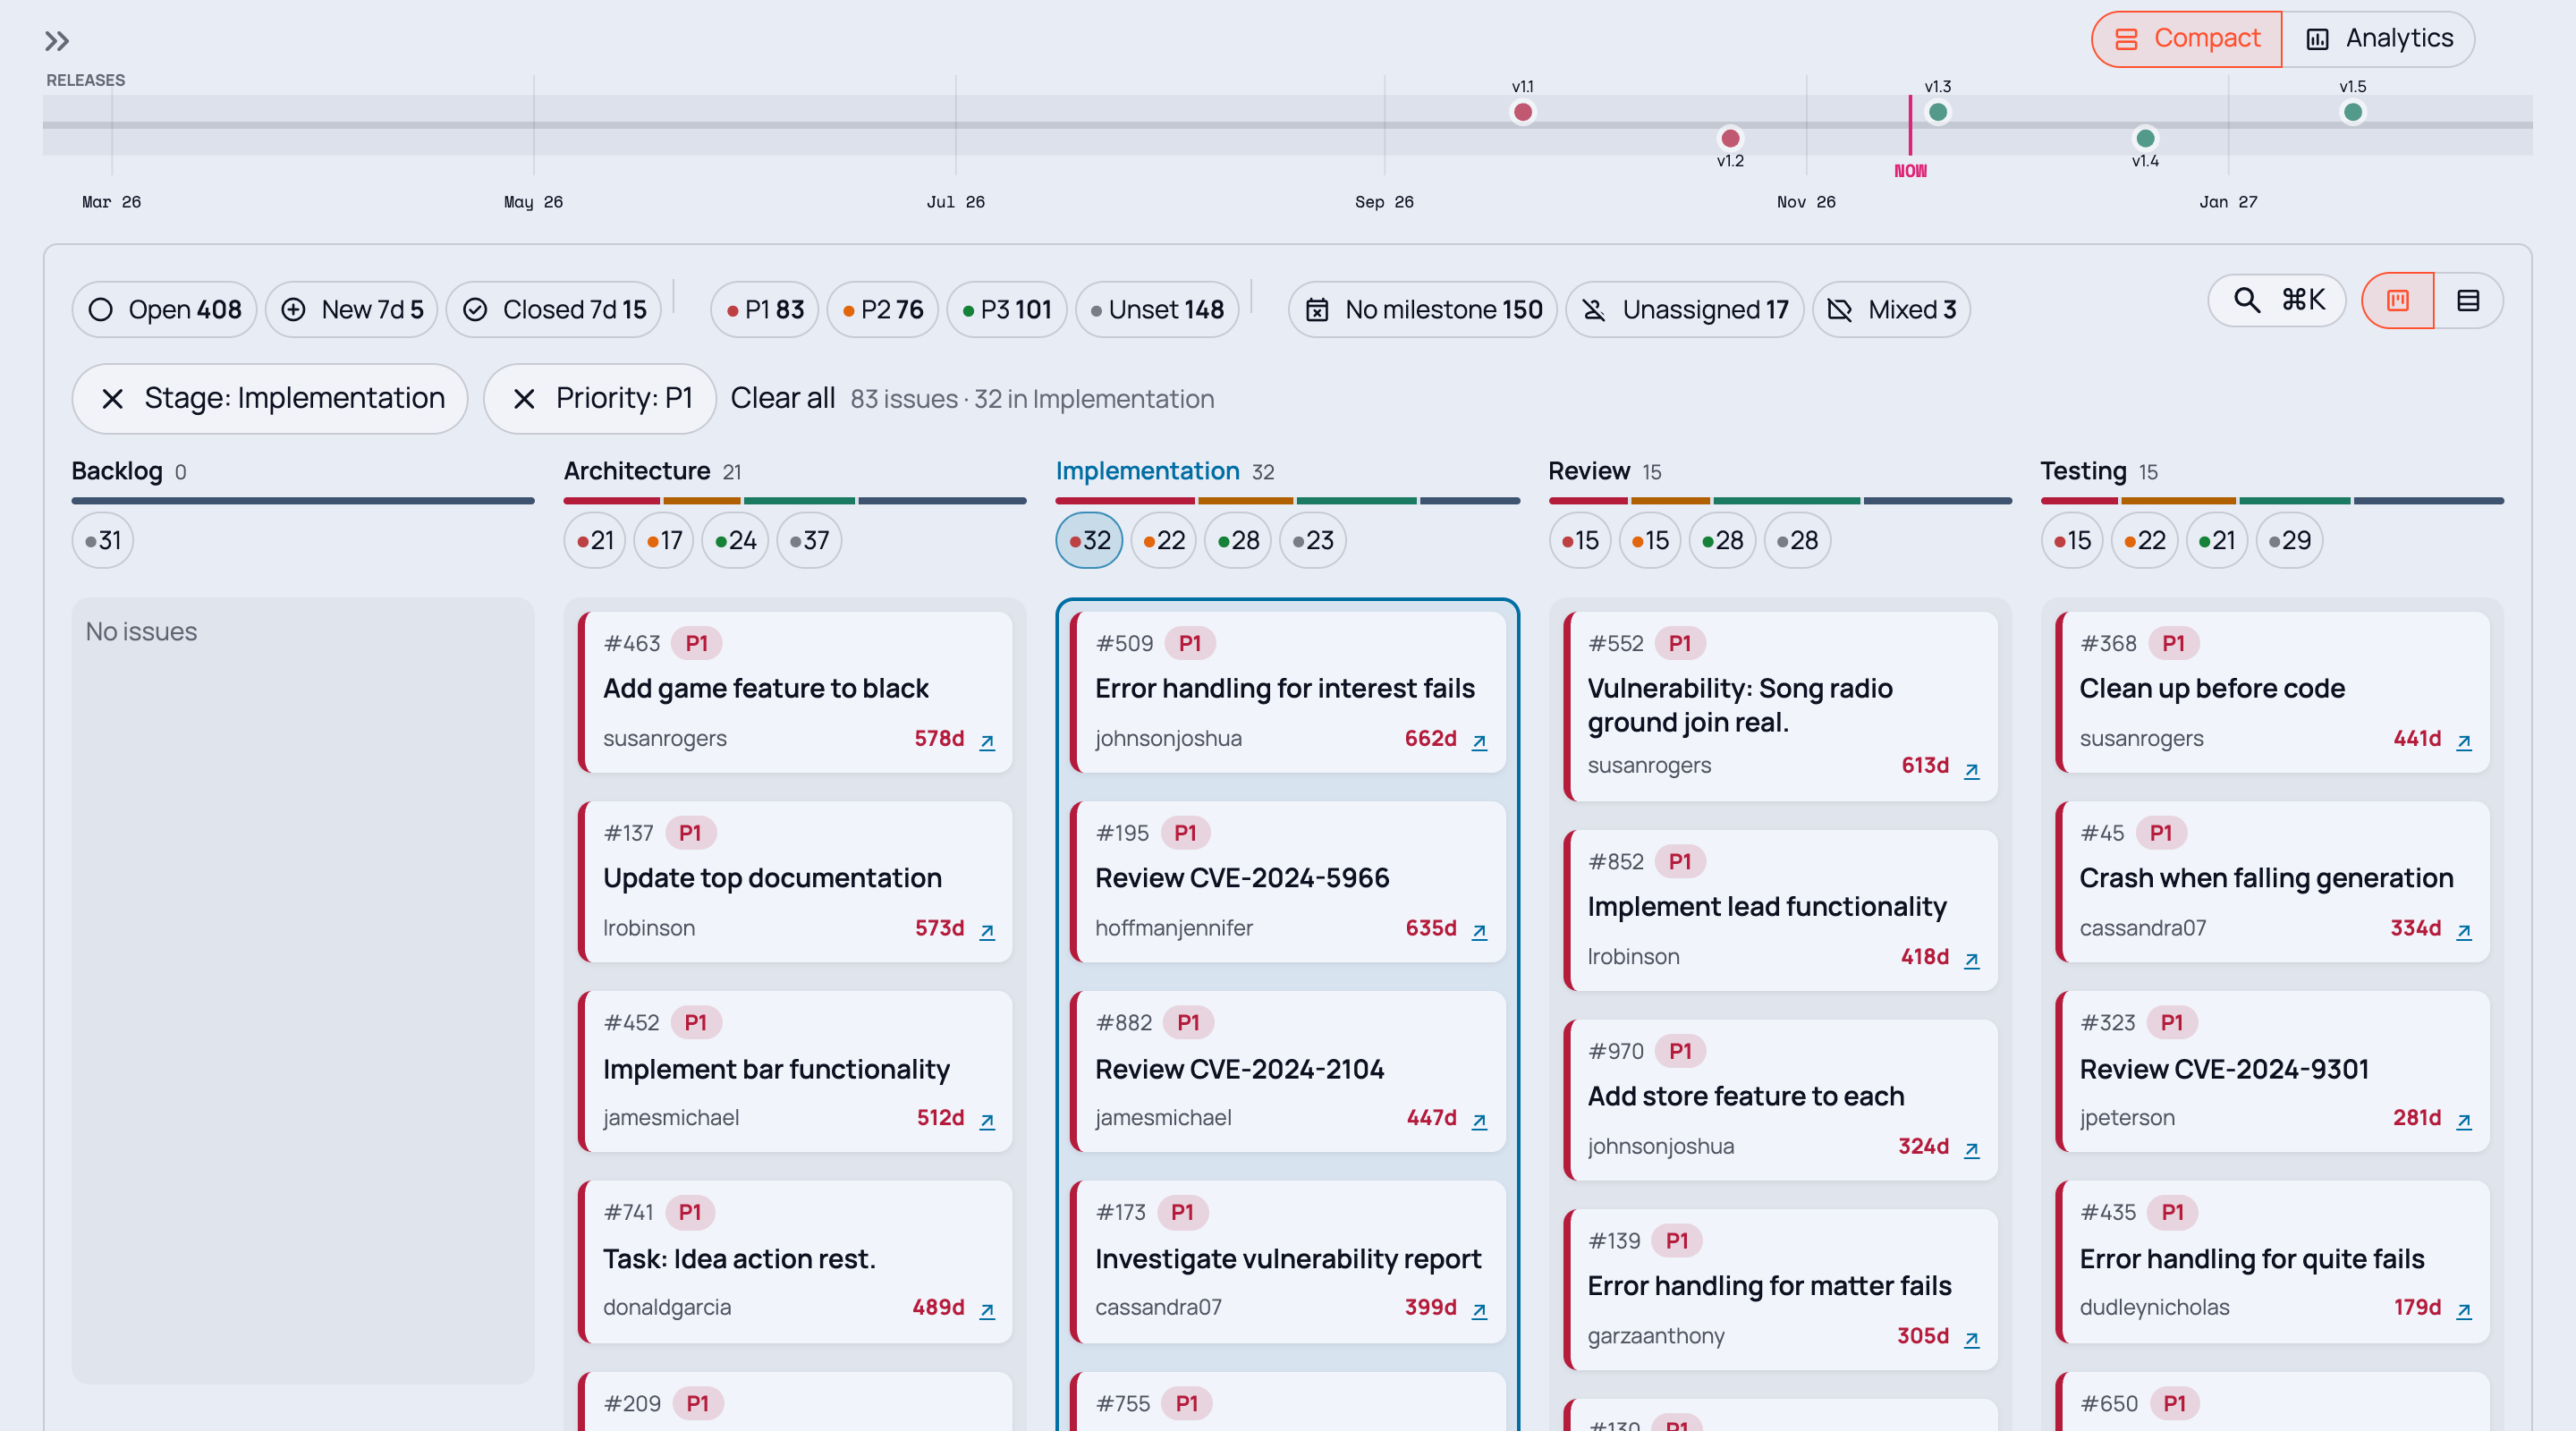 Compact
Analytics
RELEASES
v1.1
v1.3
v1.5
v1.2
v1.4
NOW
Mar 26
May 26
Jul 26
Sep 26
Nov 26
Jan 27
Open 408
New 7d 5
Closed 7d 15
P1 83
P2 76
P3 101
Unset 148
No milestone 150
Unassigned 17
Mixed 3
⌘K
Stage: Implementation
Priority: P1
Clear all
83 issues · 32 in Implementation
Backlog 0
31
No issues
Architecture 21
21
17
24
37
#463 P1
Add game feature to black
susanrogers 578d
#137 P1
Update top documentation
lrobinson 573d
#452 P1
Implement bar functionality
jamesmichael 512d
#741 P1
Task: Idea action rest.
donaldgarcia 489d
#209 P1
Implementation 32
32
22
28
23
#509 P1
Error handling for interest fails
johnsonjoshua 662d
#195 P1
Review CVE-2024-5966
hoffmanjennifer 635d
#882 P1
Review CVE-2024-2104
jamesmichael 447d
#173 P1
Investigate vulnerability report
cassandra07 399d
#755 P1
Review 15
15
15
28
28
#552 P1
Vulnerability: Song radio
ground join real.
susanrogers 613d
#852 P1
Implement lead functionality
lrobinson 418d
#970 P1
Add store feature to each
johnsonjoshua 324d
#139 P1
Error handling for matter fails
garzaanthony 305d
#130 P1
Testing 15
15
22
21
29
#368 P1
Clean up before code
susanrogers 441d
#45 P1
Crash when falling generation
cassandra07 334d
#323 P1
Review CVE-2024-9301
jpeterson 281d
#435 P1
Error handling for quite fails
dudleynicholas 179d
#650 P1